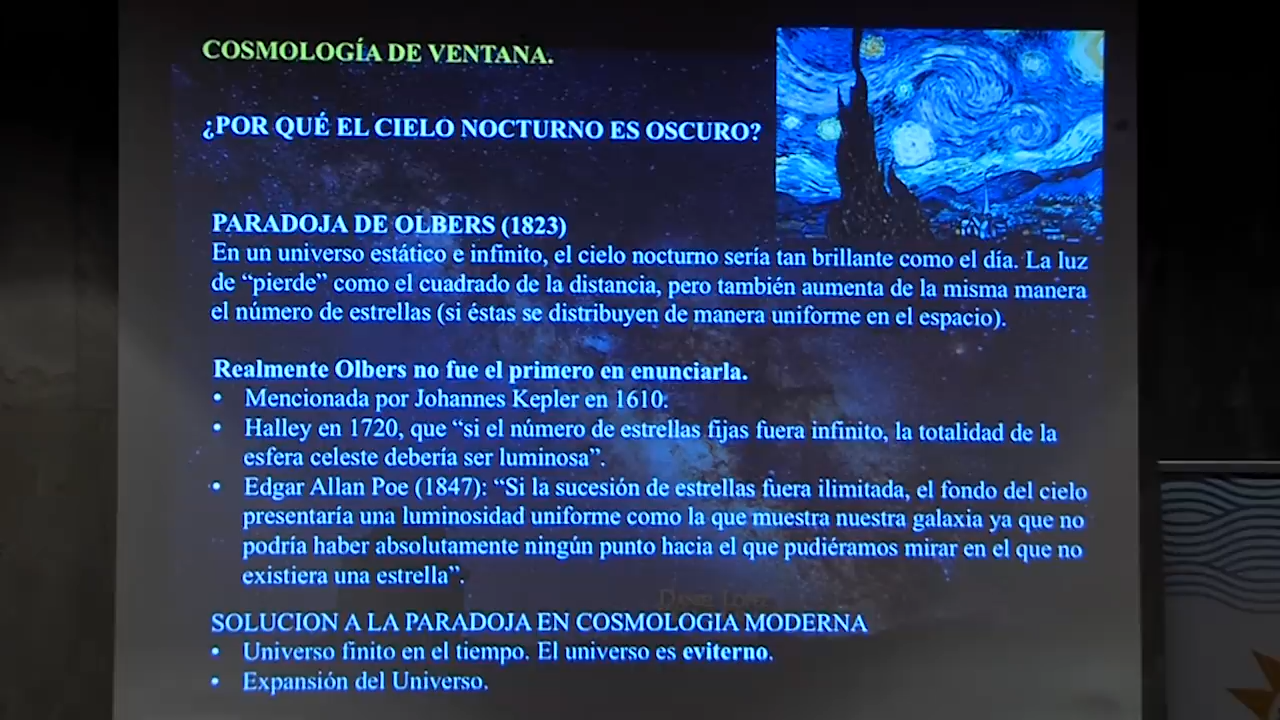 COSMOLOGÍA DE VENTANA.
¿POR QUÉ EL CIELO NOCTURNO ES OSCURO?
PARADOJA DE OLBERS (1823)
En un universo estático e infinito, el cielo nocturno sería tan brillante como el día. La luz
de “pierde” como el cuadrado de la distancia, pero también aumenta de la misma manera
el número de estrellas (si éstas se distribuyen de manera uniforme en el espacio).
Realmente Olbers no fue el primero en enunciarla.
• Mencionada por Johannes Kepler en 1610.
• Halley en 1720, que “si el número de estrellas fijas fuera infinito, la totalidad de la
esfera celeste debería ser luminosa”.
• Edgar Allan Poe (1847): “Si la sucesión de estrellas fuera ilimitada, el fondo del cielo
presentaría una luminosidad uniforme como la que muestra nuestra galaxia ya que no
podría haber absolutamente ningún punto hacia el que pudiéramos mirar en el que no
existiera una estrella”.
SOLUCION A LA PARADOJA EN COSMOLOGIA MODERNA
• Universo finito en el tiempo. El universo es eviterno.
• Expansión del Universo.